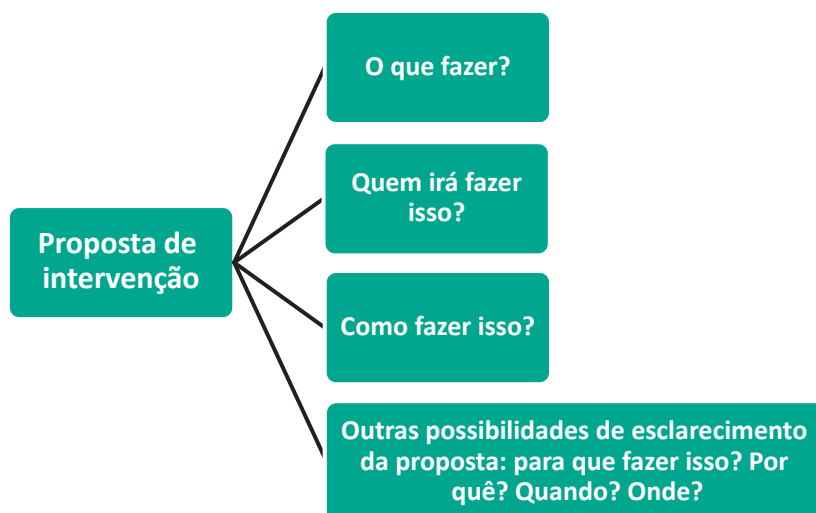 O que fazer?
Quem irá fazer
isso?
Proposta de
intervenção
Como fazer isso?
Outras possibilidades de esclarecimento
da proposta: para que fazer isso? Por
quê? Quando? Onde?